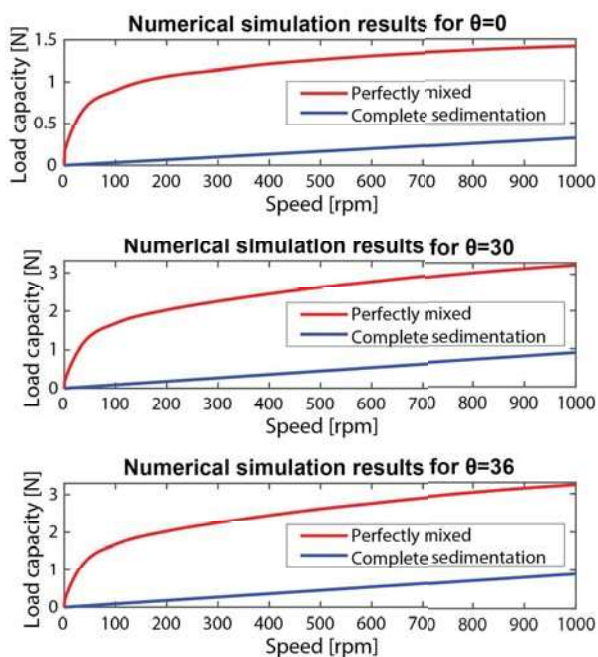 Numerical simulation results for θ=0
1.5
1
0.5
0
Load capacity [N]
Perfectly mixed
Complete sedimentation
0 100 200 300 400 500 600 700 800 900 1000
Speed [rpm]
Numerical simulation results for θ=30
3
2
1
0
Load capacity [N]
Perfectly mixed
Complete sedimentation
0 100 200 300 400 500 600 700 800 900 1000
Speed [rpm]
Numerical simulation results for θ=36
3
2
1
0
Load capacity [N]
Perfectly mixed
Complete sedimentation
0 100 200 300 400 500 600 700 800 900 1000
Speed [rpm]